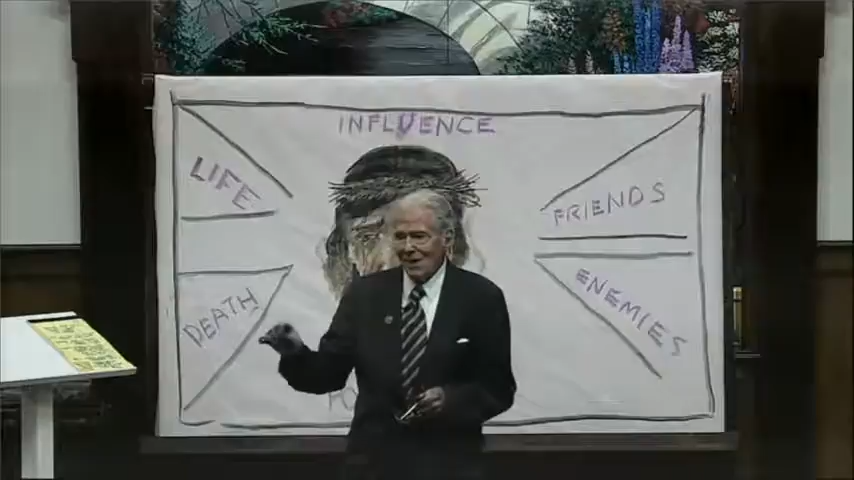 INFLUENCE
LIFE
FRIENDS
DEATH
ENEMIES